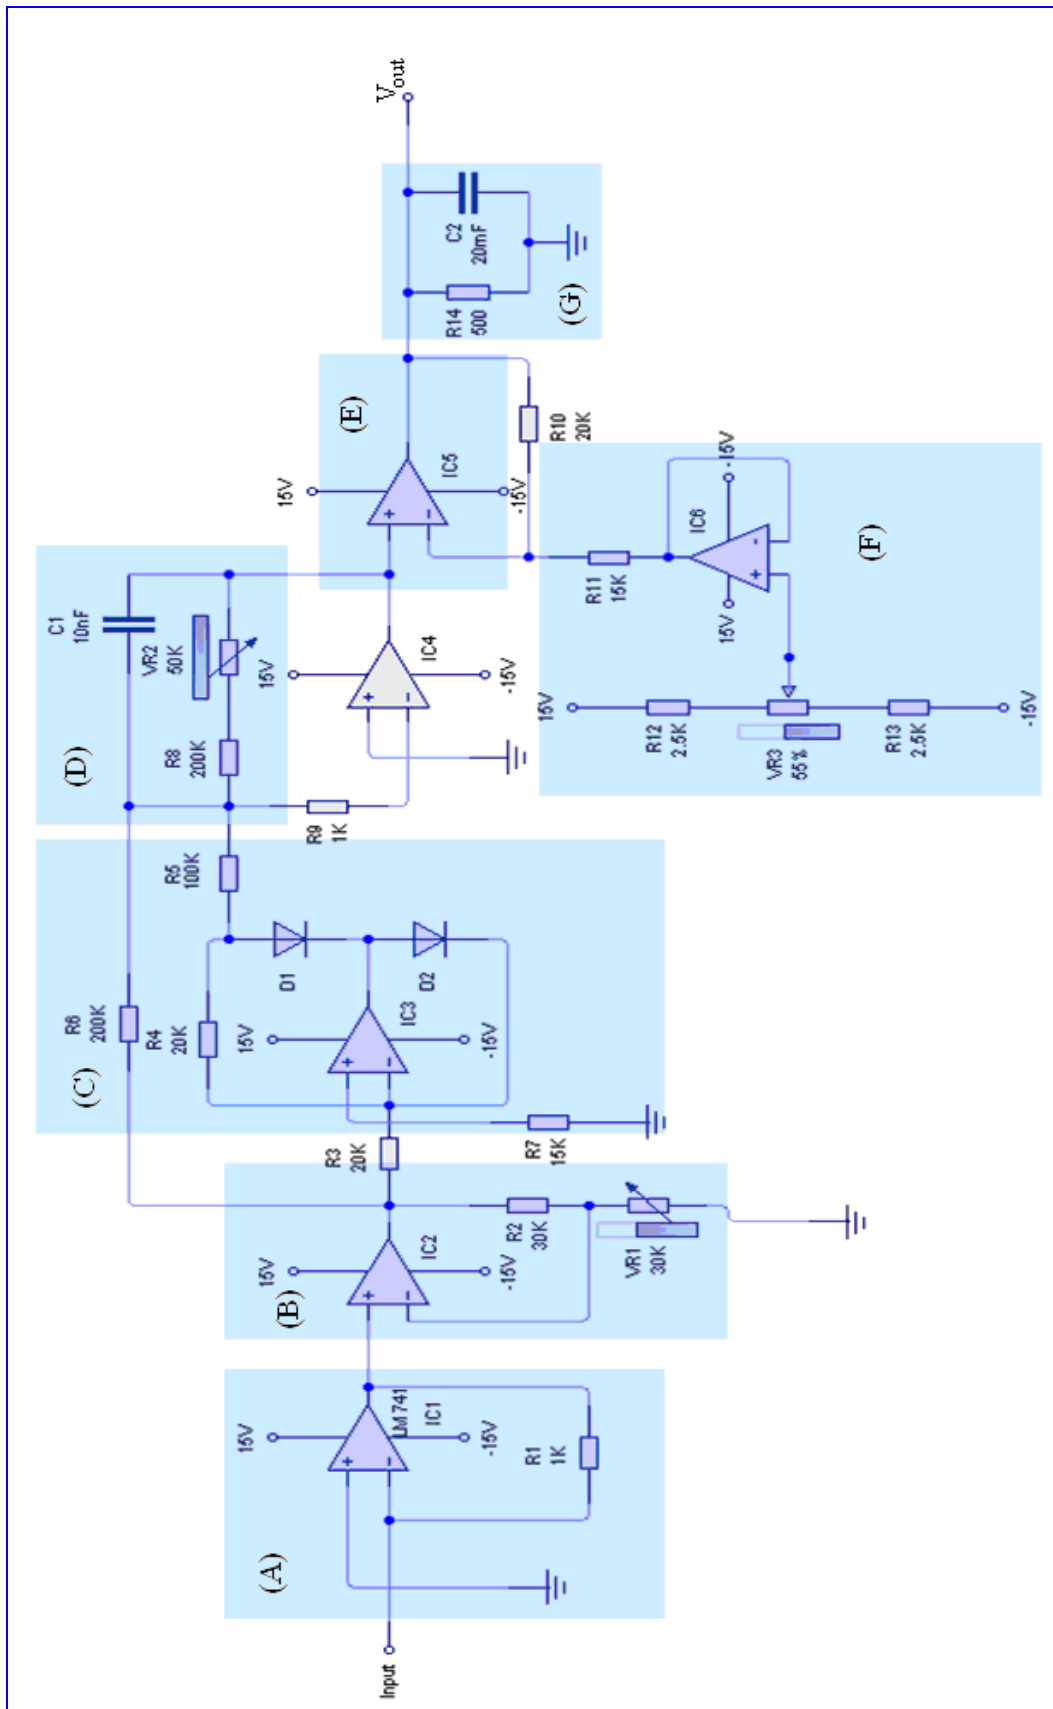 (A)
Input
15V
-15V
LM741
IC1
R1
1K
(B)
15V
-15V
IC2
R2
30K
VR1
30K
R3
20K
(C)
R6
200K
R4
20K
15V
-15V
IC3
R7
15K
D1
D2
R5
100K
(D)
R8
200K
VR2
50K
C1
10nF
R9
1K
15V
-15V
IC4
(E)
15V
-15V
IC5
R10
20K
(F)
R11
15K
IC6
15V
-15V
15V
R12
2.5K
VR3
55%
R13
2.5K
-15V
(G)
R14
500
C2
20mF
Vout